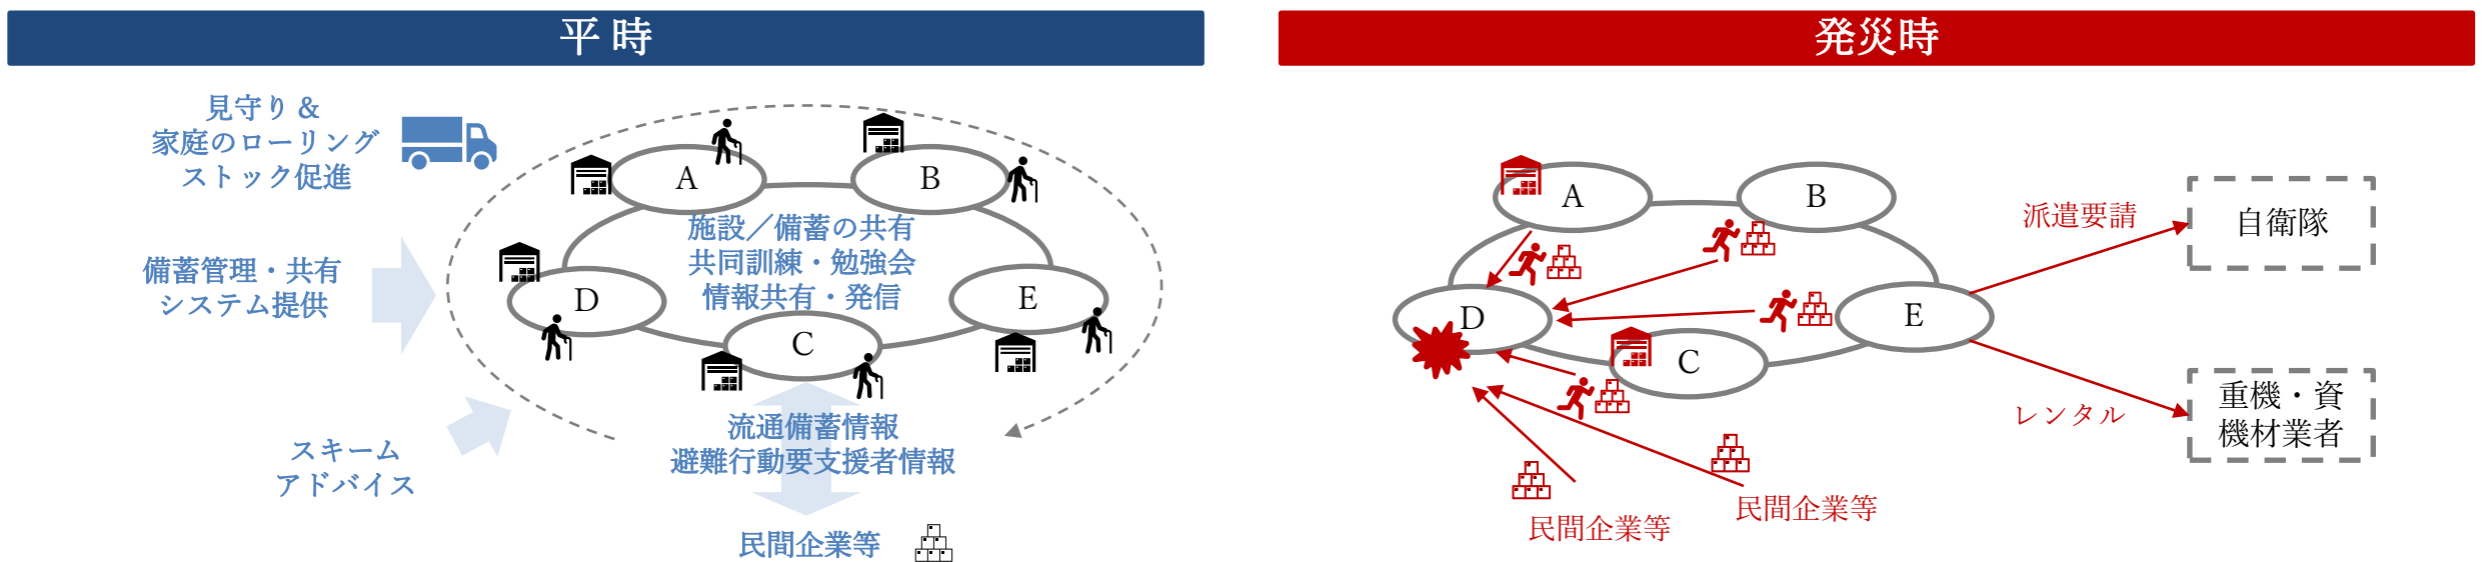 平 時
見守り &
家庭のローリング
ストック促進
備蓄管理・共有
システム提供
スキーム
アドバイス
A
B
施設／備蓄の共有
共同訓練・勉強会
情報共有・発信
D
E
C
流通備蓄情報
避難行動要支援者情報
民間企業等
発災時
A
B
D
E
C
派遣要請
自衛隊
レンタル
重機・資
機材業者
民間企業等
民間企業等